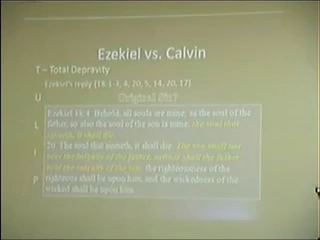 Ezekiel vs. Calvin
T – Total Depravity
Ezekiel's reply (18:1-3, 4, 20, 5, 14, 20, 17)
U
Original Sin?
Ezekiel 18:4 Behold, all souls are mine; as the soul of the
L
father, so also the soul of the son is mine: the soul that
sinneth, it shall die.
I
20 The soul that sinneth, it shall die. The son shall not
bear the iniquity of the father, neither shall the father
bear the iniquity of the son: the righteousness of the
P
righteous shall be upon him, and the wickedness of the
wicked shall be upon him.